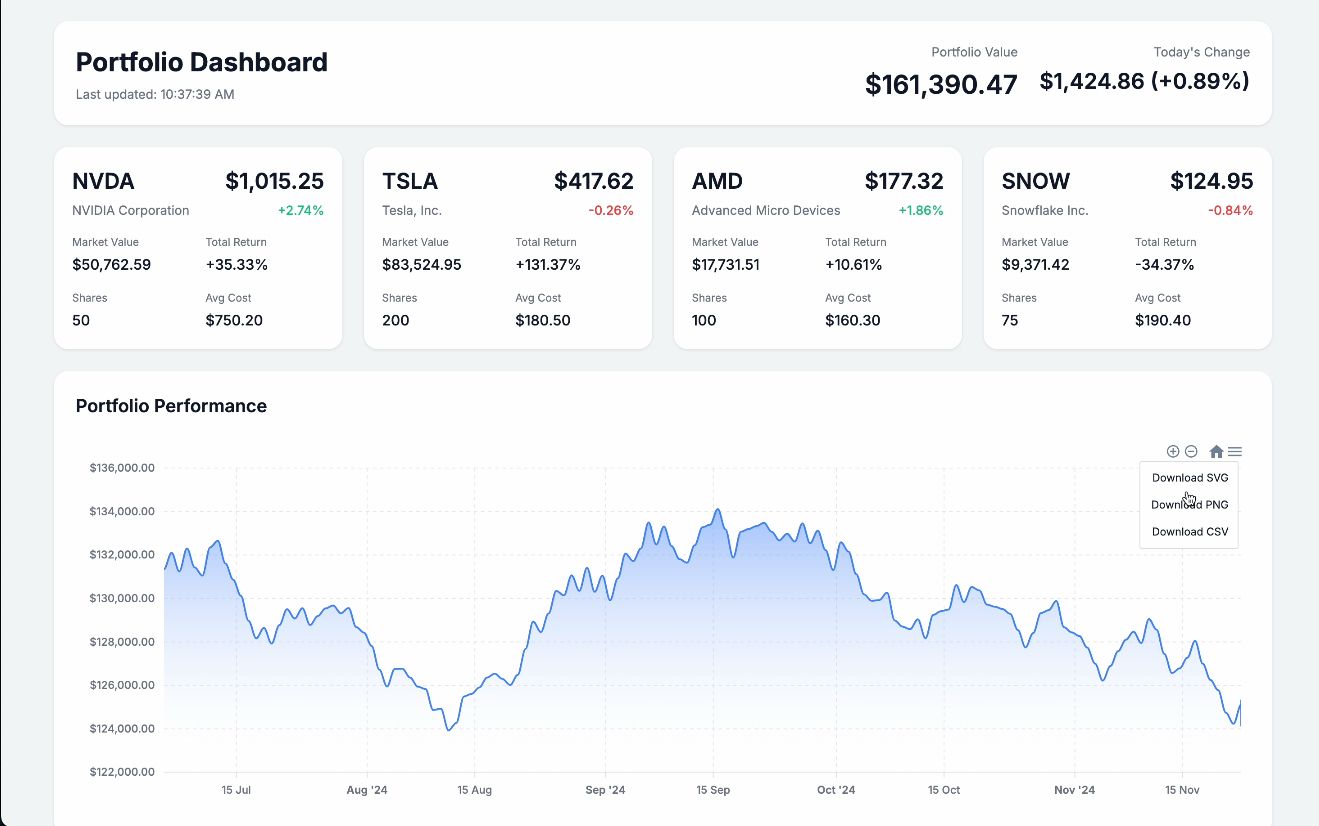 Portfolio Dashboard
Last updated: 10:37:39 AM
Portfolio Value
$161,390.47
Today's Change
$1,424.86 (+0.89%)
NVDA $1,015.25
NVIDIA Corporation +2.74%
Market Value Total Return
$50,762.59 +35.33%
Shares Avg Cost
50 $750.20
TSLA $417.62
Tesla, Inc. -0.26%
Market Value Total Return
$83,524.95 +131.37%
Shares Avg Cost
200 $180.50
AMD $177.32
Advanced Micro Devices +1.86%
Market Value Total Return
$17,731.51 +10.61%
Shares Avg Cost
100 $160.30
SNOW $124.95
Snowflake Inc. -0.84%
Market Value Total Return
$9,371.42 -34.37%
Shares Avg Cost
75 $190.40
Portfolio Performance
Download SVG
Download PNG
Download CSV
$136,000.00
$134,000.00
$132,000.00
$130,000.00
$128,000.00
$126,000.00
$124,000.00
$122,000.00
15 Jul Aug '24 15 Aug Sep '24 15 Sep Oct '24 15 Oct Nov '24 15 Nov